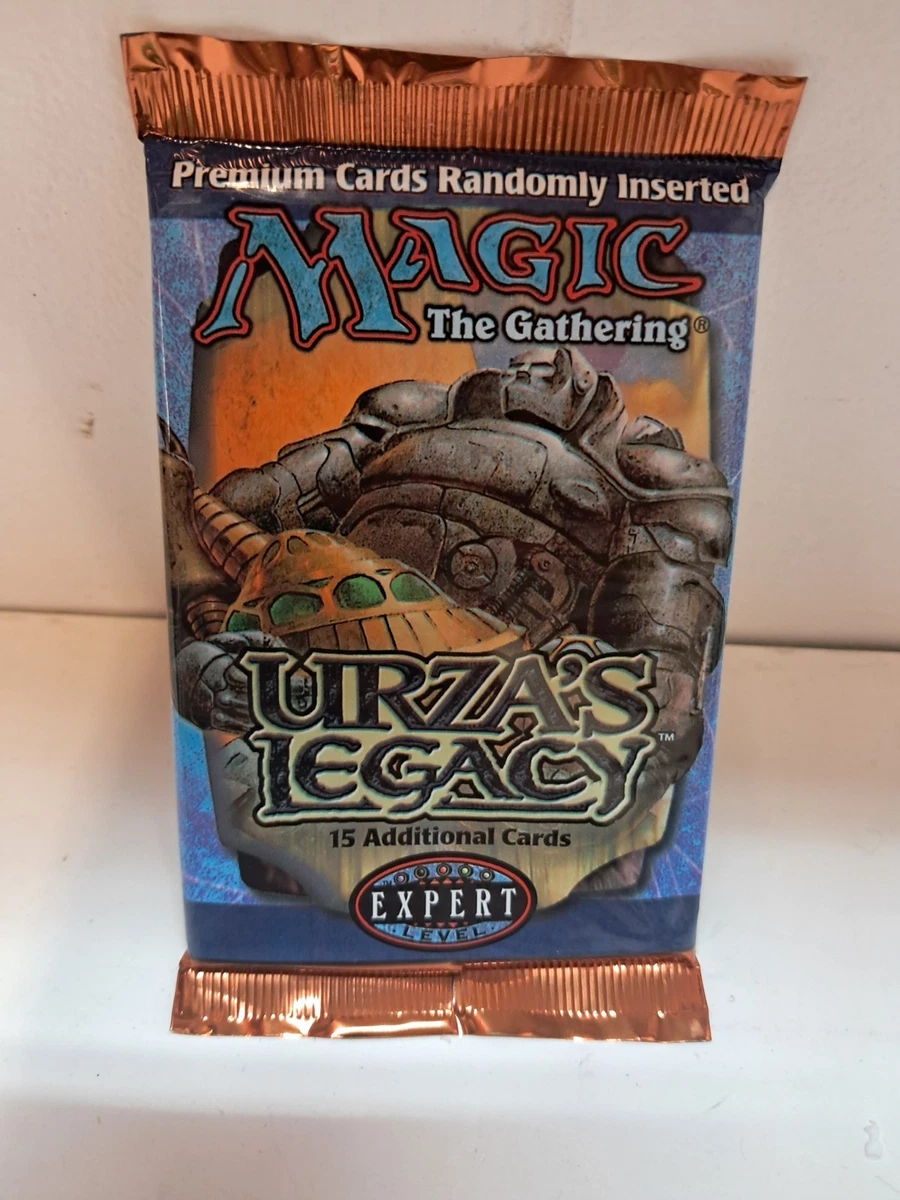 Premium Cards Randomly Inserted
MAGIC
The Gathering®
URZA'S
LEGACY™
15 Additional Cards
EXPERT
LEVEL